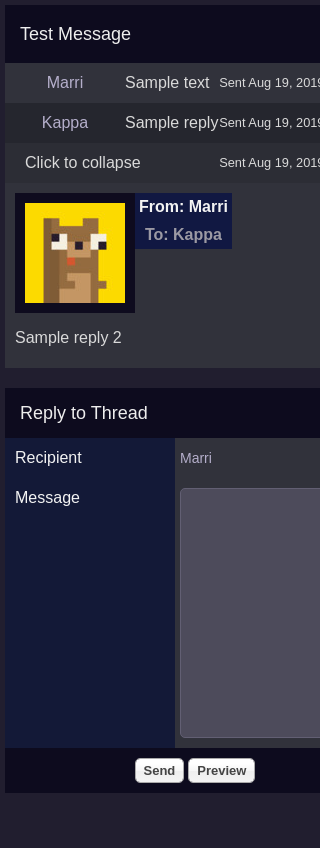 Test Message
Marri Sample text Sent Aug 19, 2019
Kappa Sample reply Sent Aug 19, 2019
Click to collapse Sent Aug 19, 2019
From: Marri
To: Kappa
Sample reply 2
Reply to Thread
Recipient Marri
Message
Send Preview